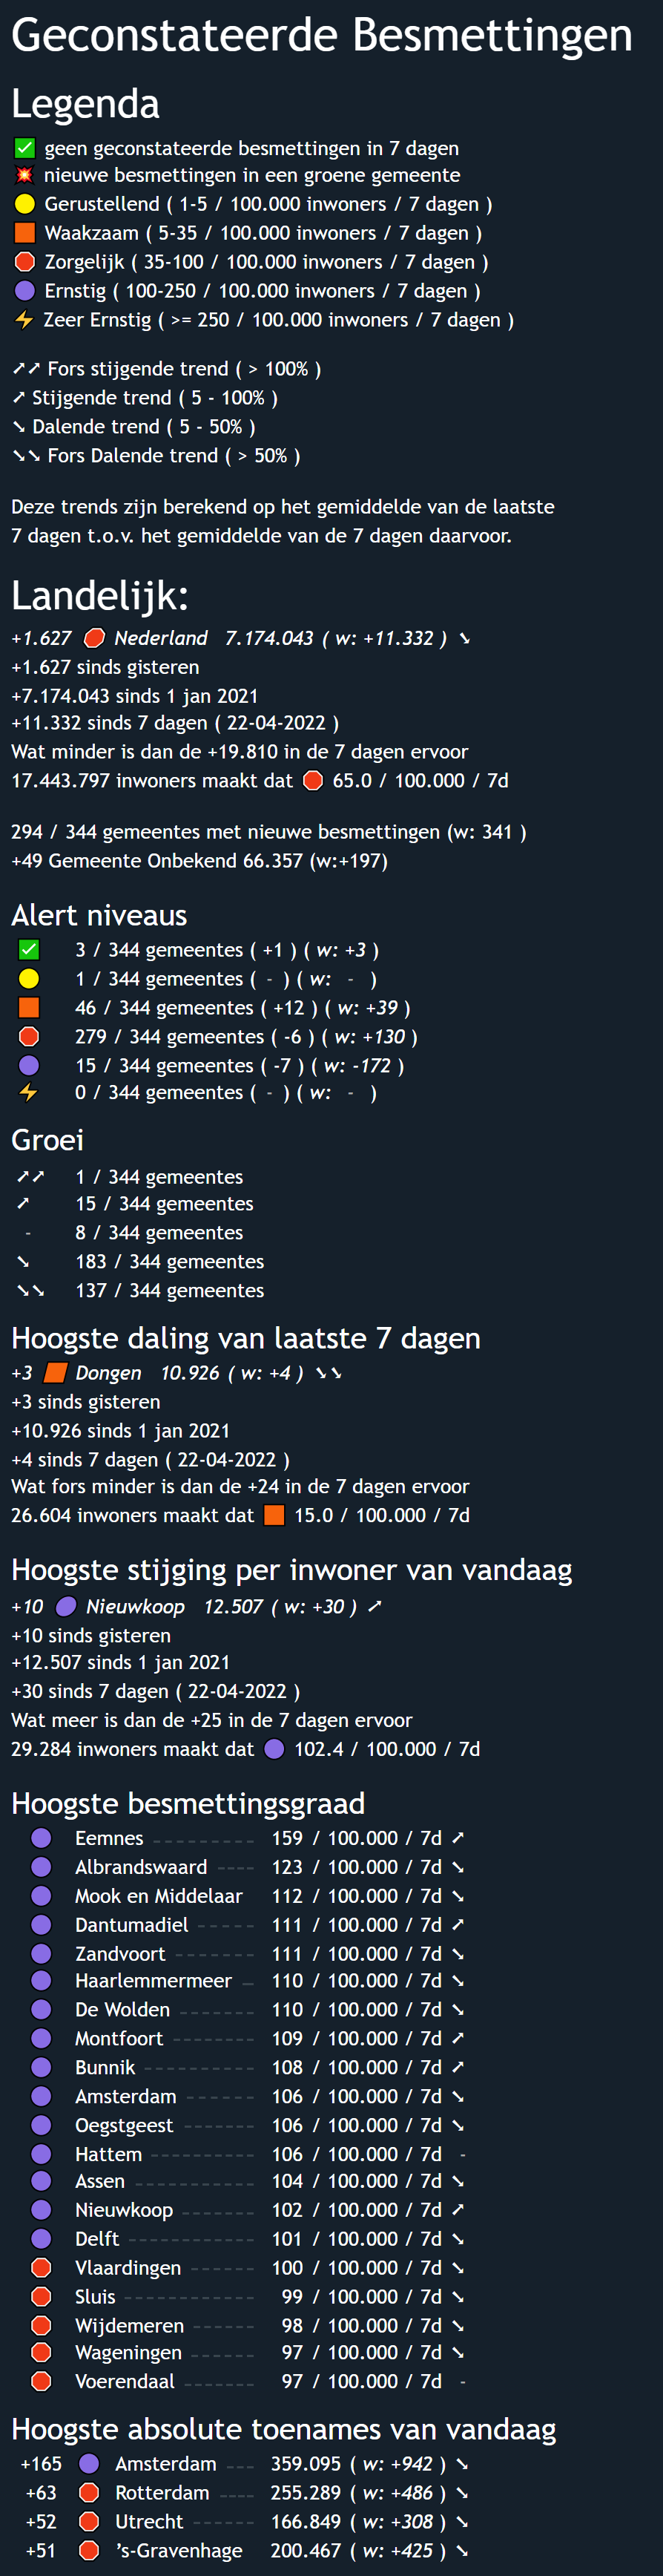 Geconstateerde Besmettingen
Legenda
✅ geen geconstateerde besmettingen in 7 dagen
💥 nieuwe besmettingen in een groene gemeente
🟡 Gerustellend ( 1-5 / 100.000 inwoners / 7 dagen )
🟧 Waakzaam ( 5-35 / 100.000 inwoners / 7 dagen )
🛑 Zorgelijk ( 35-100 / 100.000 inwoners / 7 dagen )
🟣 Ernstig ( 100-250 / 100.000 inwoners / 7 dagen )
⚡ Zeer Ernstig ( >= 250 / 100.000 inwoners / 7 dagen )
➚➚ Fors stijgende trend ( > 100% )
➚ Stijgende trend ( 5 - 100% )
➘ Dalende trend ( 5 - 50% )
➘➘ Fors Dalende trend ( > 50% )
Deze trends zijn berekend op het gemiddelde van de laatste
7 dagen t.o.v. het gemiddelde van de 7 dagen daarvoor.
Landelijk:
+1.627 🛑 Nederland 7.174.043 ( w: +11.332 ) ➘
+1.627 sinds gisteren
+7.174.043 sinds 1 jan 2021
+11.332 sinds 7 dagen ( 22-04-2022 )
Wat minder is dan de +19.810 in de 7 dagen ervoor
17.443.797 inwoners maakt dat 🛑 65.0 / 100.000 / 7d
294 / 344 gemeentes met nieuwe besmettingen (w: 341 )
+49 Gemeente Onbekend 66.357 (w:+197)
Alert niveaus
✅ 3 / 344 gemeentes ( +1 ) ( w: +3 )
🟡 1 / 344 gemeentes ( - ) ( w: - )
🟧 46 / 344 gemeentes ( +12 ) ( w: +39 )
🛑 279 / 344 gemeentes ( -6 ) ( w: +130 )
🟣 15 / 344 gemeentes ( -7 ) ( w: -172 )
⚡ 0 / 344 gemeentes ( - ) ( w: - )
Groei
➚➚ 1 / 344 gemeentes
➚ 15 / 344 gemeentes
- 8 / 344 gemeentes
➘ 183 / 344 gemeentes
➘➘ 137 / 344 gemeentes
Hoogste daling van laatste 7 dagen
+3 🟧 Dongen 10.926 ( w: +4 ) ➘➘
+3 sinds gisteren
+10.926 sinds 1 jan 2021
+4 sinds 7 dagen ( 22-04-2022 )
Wat fors minder is dan de +24 in de 7 dagen ervoor
26.604 inwoners maakt dat 🟧 15.0 / 100.000 / 7d
Hoogste stijging per inwoner van vandaag
+10 🟣 Nieuwkoop 12.507 ( w: +30 ) ➚
+10 sinds gisteren
+12.507 sinds 1 jan 2021
+30 sinds 7 dagen ( 22-04-2022 )
Wat meer is dan de +25 in de 7 dagen ervoor
29.284 inwoners maakt dat 🟣 102.4 / 100.000 / 7d
Hoogste besmettingsgraad
🟣 Eemnes 159 / 100.000 / 7d ➚
🟣 Albrandswaard 123 / 100.000 / 7d ➘
🟣 Mook en Middelaar 112 / 100.000 / 7d ➘
🟣 Dantumadiel 111 / 100.000 / 7d ➚
🟣 Zandvoort 111 / 100.000 / 7d ➘
🟣 Haarlemmermeer 110 / 100.000 / 7d ➘
🟣 De Wolden 110 / 100.000 / 7d ➘
🟣 Montfoort 109 / 100.000 / 7d ➚
🟣 Bunnik 108 / 100.000 / 7d ➚
🟣 Amsterdam 106 / 100.000 / 7d ➘
🟣 Oegstgeest 106 / 100.000 / 7d ➘
🟣 Hattem 106 / 100.000 / 7d -
🟣 Assen 104 / 100.000 / 7d ➘
🟣 Nieuwkoop 102 / 100.000 / 7d ➚
🟣 Delft 101 / 100.000 / 7d ➘
🛑 Vlaardingen 100 / 100.000 / 7d ➘
🛑 Sluis 99 / 100.000 / 7d ➘
🛑 Wijdemeren 98 / 100.000 / 7d ➘
🛑 Wageningen 97 / 100.000 / 7d ➘
🛑 Voerendaal 97 / 100.000 / 7d -
Hoogste absolute toenames van vandaag
+165 🟣 Amsterdam 359.095 ( w: +942 ) ➘
+63 🛑 Rotterdam 255.289 ( w: +486 ) ➘
+52 🛑 Utrecht 166.849 ( w: +308 ) ➘
+51 🛑 's-Gravenhage 200.467 ( w: +425 ) ➘